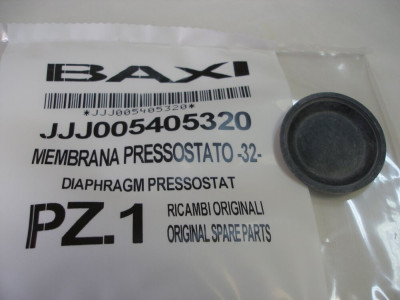 BAXI
*JJJ005405320*
JJJ005405320
MEMBRANA PRESSOSTATO -32-
DIAPHRAGM PRESSOSTAT
PZ.1 RICAMBI ORIGINALI
ORIGINAL SPARE PARTS